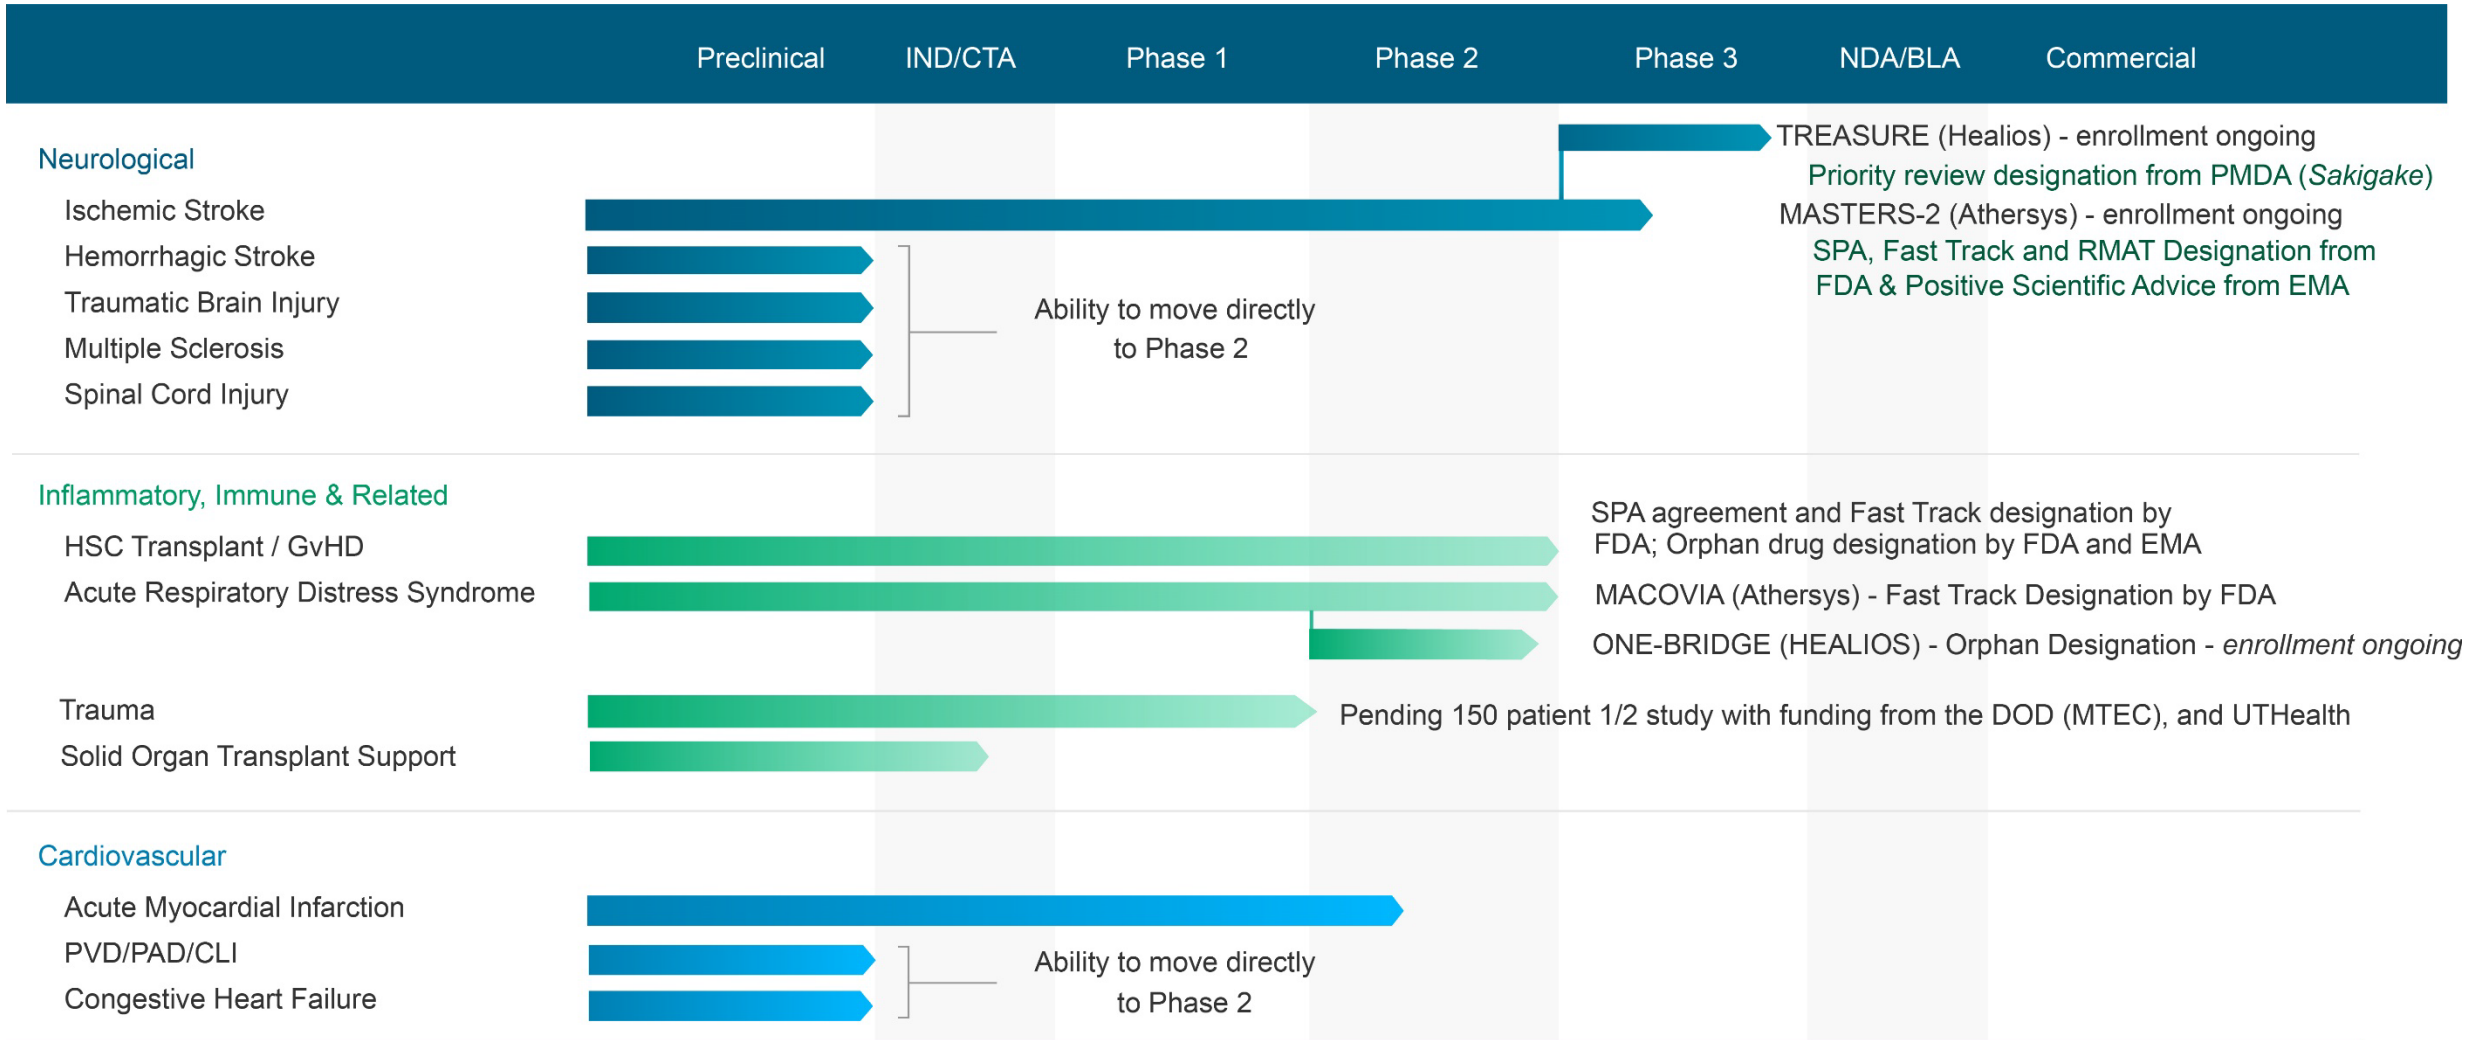 Preclinical IND/CTA Phase 1 Phase 2 Phase 3 NDA/BLA Commercial
Neurological
TREASURE (Healios) - enrollment ongoing
Priority review designation from PMDA (Sakigake)
Ischemic Stroke
MASTERS-2 (Athersys) - enrollment ongoing
SPA, Fast Track and RMAT Designation from
FDA & Positive Scientific Advice from EMA
Hemorrhagic Stroke
Traumatic Brain Injury
Multiple Sclerosis
Spinal Cord Injury
Ability to move directly
to Phase 2
Inflammatory, Immune & Related
HSC Transplant / GvHD
SPA agreement and Fast Track designation by
FDA; Orphan drug designation by FDA and EMA
Acute Respiratory Distress Syndrome
MACOVIA (Athersys) - Fast Track Designation by FDA
ONE-BRIDGE (HEALIOS) - Orphan Designation - enrollment ongoing
Trauma
Pending 150 patient 1/2 study with funding from the DOD (MTEC), and UTHealth
Solid Organ Transplant Support
Cardiovascular
Acute Myocardial Infarction
PVD/PAD/CLI
Congestive Heart Failure
Ability to move directly
to Phase 2